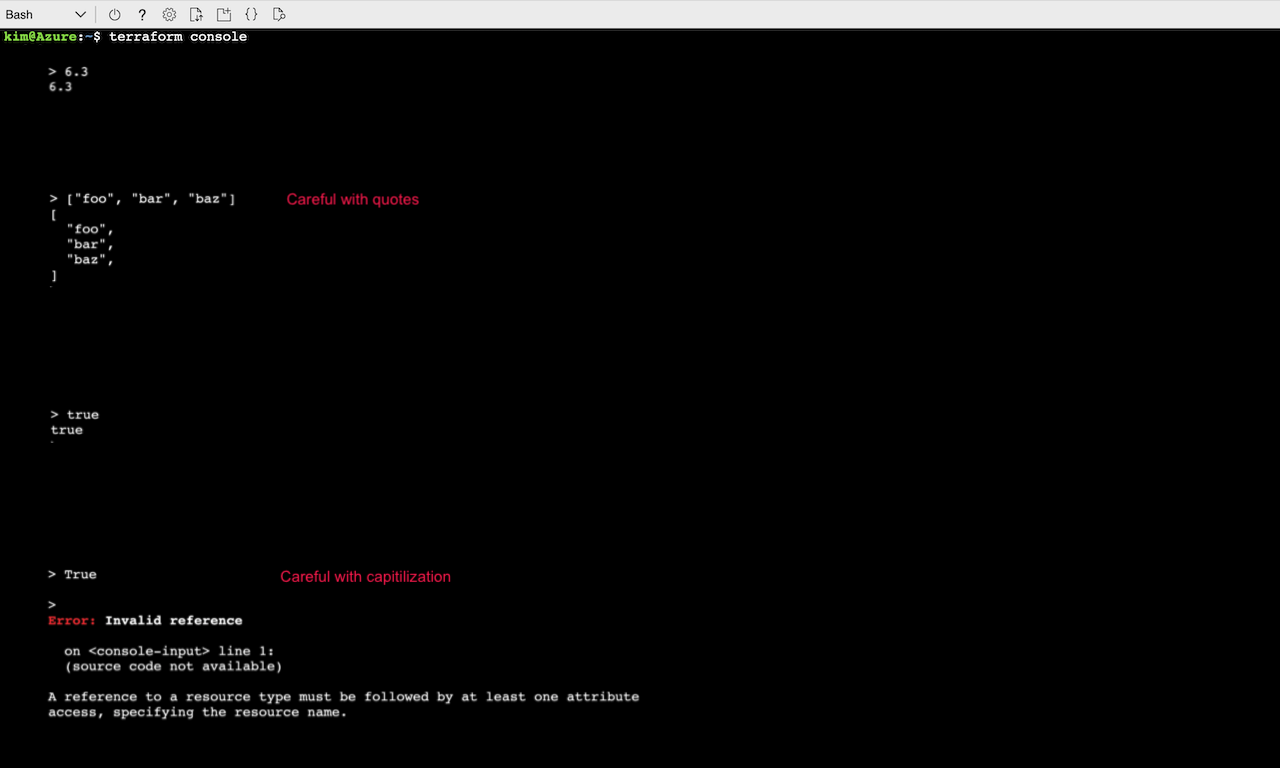 Bash
kim@Azure:~$ terraform console
> 6.3
6.3
> ["foo", "bar", "baz"] Careful with quotes
[
"foo",
"bar",
"baz",
]
> true
true
> True Careful with capitilization
>
Error: Invalid reference
on <console-input> line 1:
(source code not available)
A reference to a resource type must be followed by at least one attribute
access, specifying the resource name.